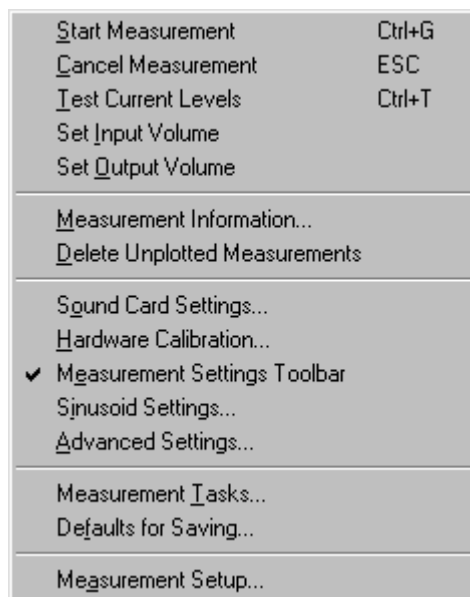 Start Measurement Ctrl+G
Cancel Measurement ESC
Test Current Levels Ctrl+T
Set Input Volume
Set Output Volume
Measurement Information...
Delete Unplotted Measurements
Sound Card Settings...
Hardware Calibration...
Measurement Settings Toolbar
Sinusoid Settings...
Advanced Settings...
Measurement Tasks...
Defaults for Saving...
Measurement Setup...